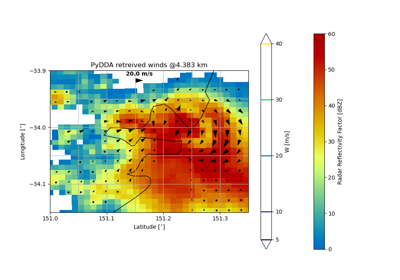 PyDDA retreived winds @4.383 km
20.0 m/s
−33.9
−34.0
−34.1
Longitude [°]
151.0 151.1 151.2 151.3
Latitude [°]
40
30
20
10
5
W [m/s]
60
50
40
30
20
10
0
Radar Reflectivity Factor [dBZ]